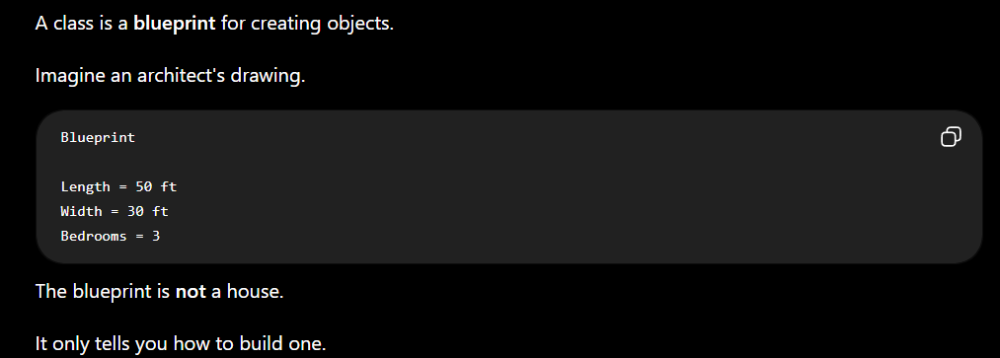 A class is a blueprint for creating objects.
Imagine an architect's drawing.
Blueprint
Length = 50 ft
Width = 30 ft
Bedrooms = 3
The blueprint is not a house.
It only tells you how to build one.